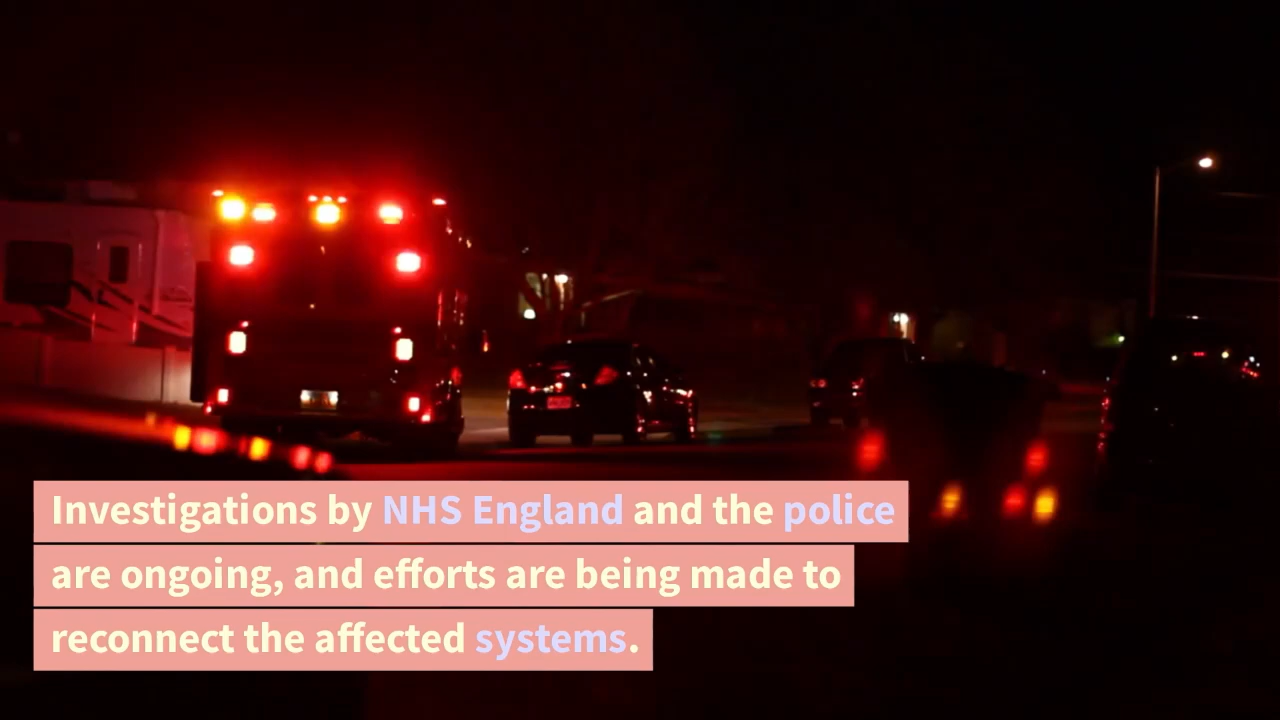 Investigations by NHS England and the police
are ongoing, and efforts are being made to
reconnect the affected systems.